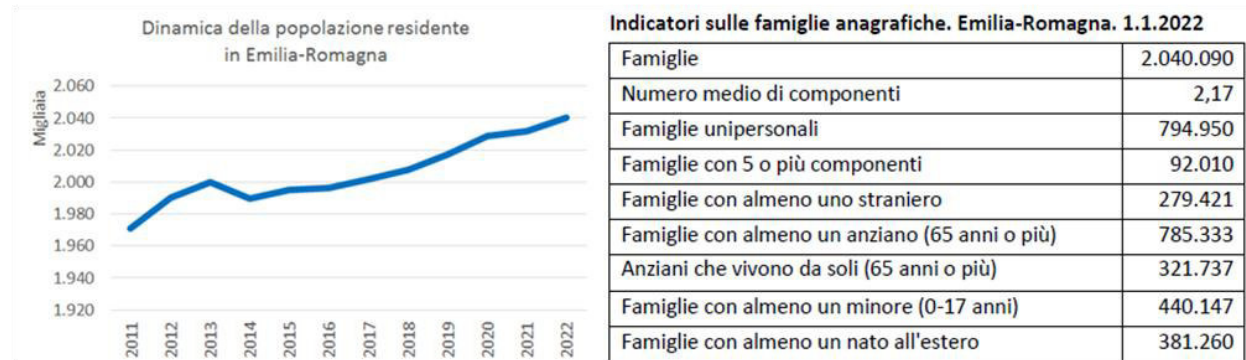 Dinamica della popolazione residente
in Emilia-Romagna
Migliaia
2.060
2.040
2.020
2.000
1.980
1.960
1.940
1.920
2011
2012
2013
2014
2015
2016
2017
2018
2019
2020
2021
2022
Indicatori sulle famiglie anagrafiche. Emilia-Romagna. 1.1.2022
Famiglie 2.040.090
Numero medio di componenti 2,17
Famiglie unipersonali 794.950
Famiglie con 5 o più componenti 92.010
Famiglie con almeno uno straniero 279.421
Famiglie con almeno un anziano (65 anni o più) 785.333
Anziani che vivono da soli (65 anni o più) 321.737
Famiglie con almeno un minore (0-17 anni) 440.147
Famiglie con almeno un nato all'estero 381.260